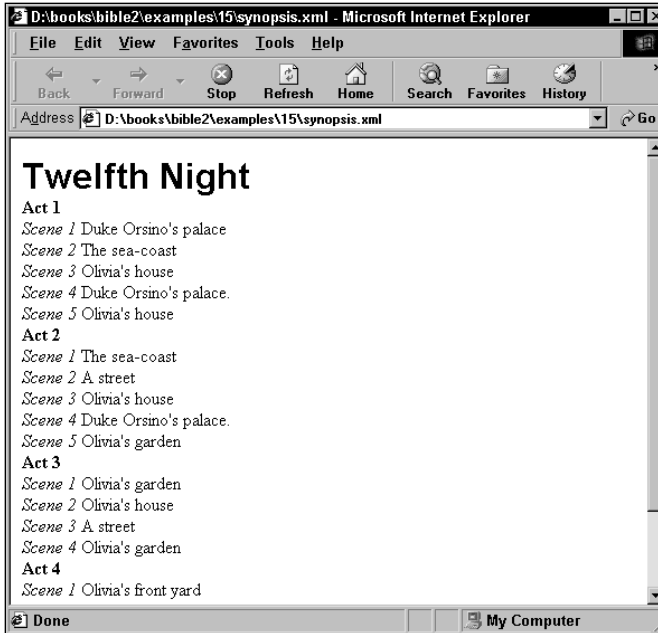 D:\books\bible2\examples\15\synopsis.xml - Microsoft Internet Explorer
File Edit View Favorites Tools Help
Back Forward Stop Refresh Home Search Favorites History
Address D:\books\bible2\examples\15\synopsis.xml Go
Twelfth Night
Act 1
Scene 1 Duke Orsino's palace
Scene 2 The sea-coast
Scene 3 Olivia's house
Scene 4 Duke Orsino's palace.
Scene 5 Olivia's house
Act 2
Scene 1 The sea-coast
Scene 2 A street
Scene 3 Olivia's house
Scene 4 Duke Orsino's palace.
Scene 5 Olivia's garden
Act 3
Scene 1 Olivia's garden
Scene 2 Olivia's house
Scene 3 A street
Scene 4 Olivia's garden
Act 4
Scene 1 Olivia's front yard
Done My Computer